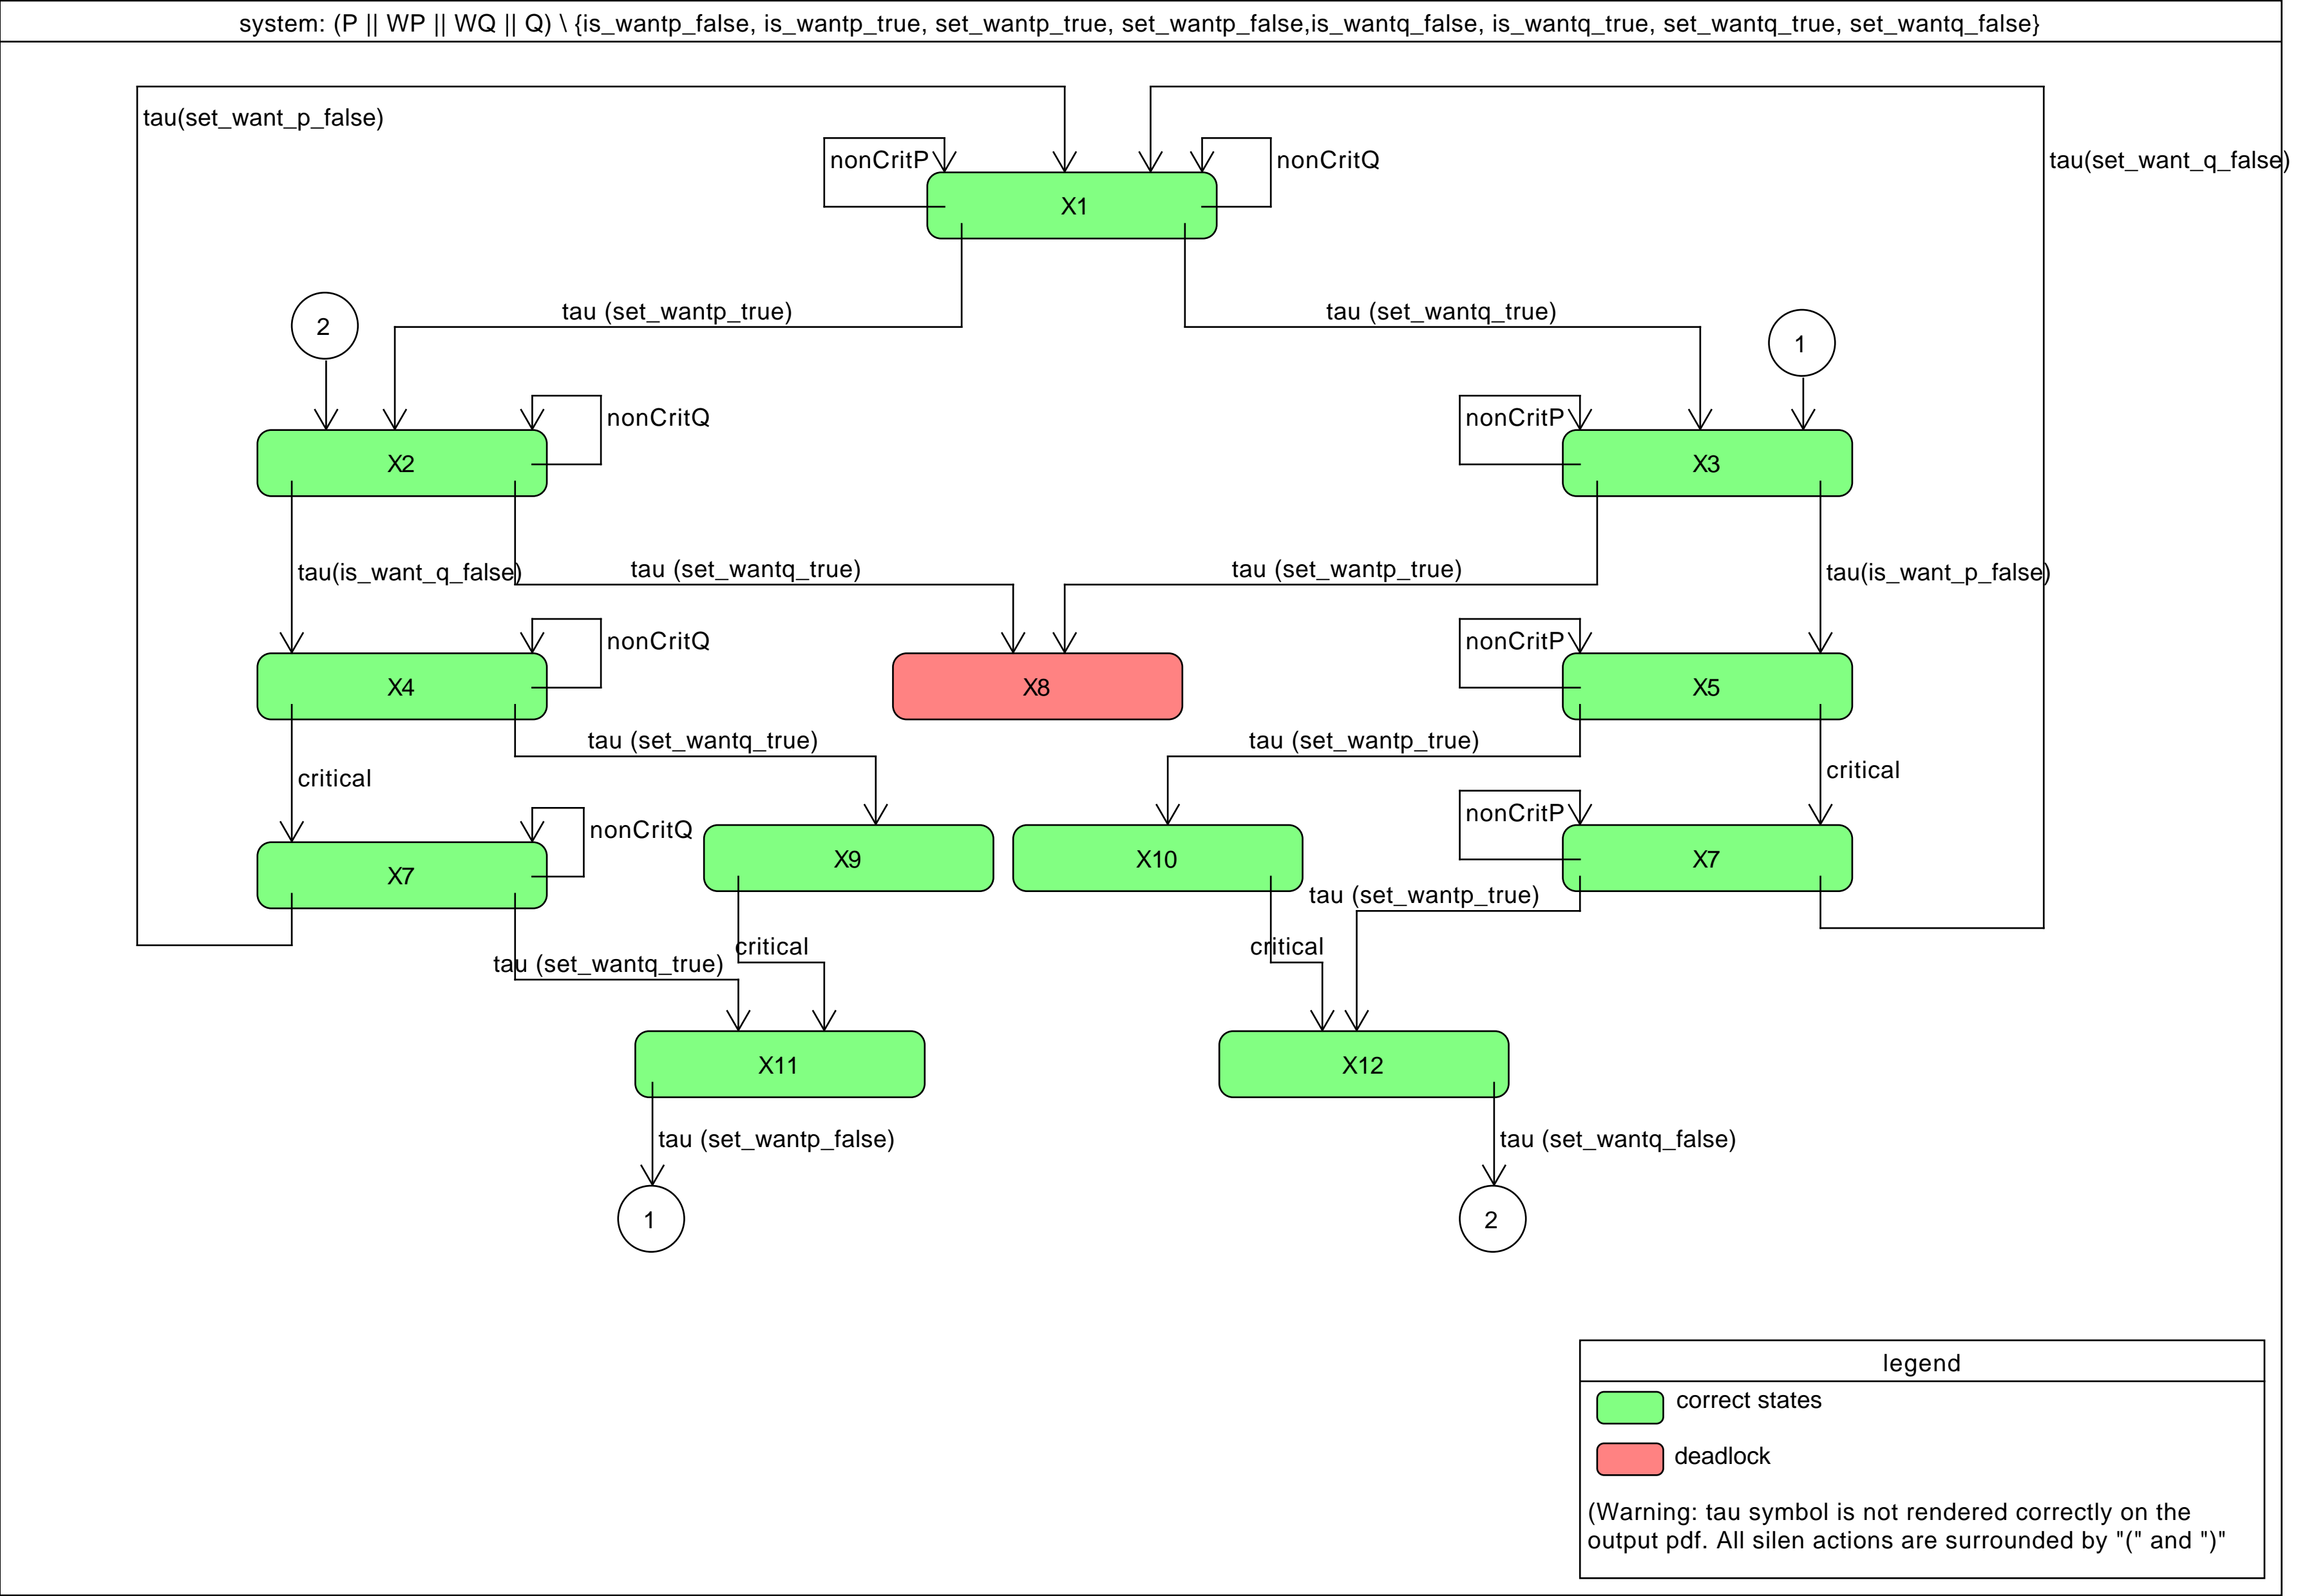 system: (P || WP || WQ || Q) \ {is_wantp_false, is_wantp_true, set_wantp_true, set_wantp_false,is_wantq_false, is_wantq_true, set_wantq_true, set_wantq_false}
tau(set_want_p_false)
nonCritP
nonCritQ
tau(set_want_q_false)
X1
tau (set_wantp_true)
tau (set_wantq_true)
2
1
nonCritQ
nonCritP
X2
X3
tau(is_want_q_false)
tau (set_wantq_true)
tau (set_wantp_true)
tau(is_want_p_false)
nonCritQ
nonCritP
X4
X8
X5
tau (set_wantq_true)
tau (set_wantp_true)
critical
critical
nonCritQ
nonCritP
X7
X9
X10
X7
tau (set_wantp_true)
critical
critical
tau (set_wantq_true)
X11
X12
tau (set_wantp_false)
tau (set_wantq_false)
1
2
legend
correct states
deadlock
(Warning: tau symbol is not rendered correctly on the
output pdf. All silen actions are surrounded by "(" and ")"